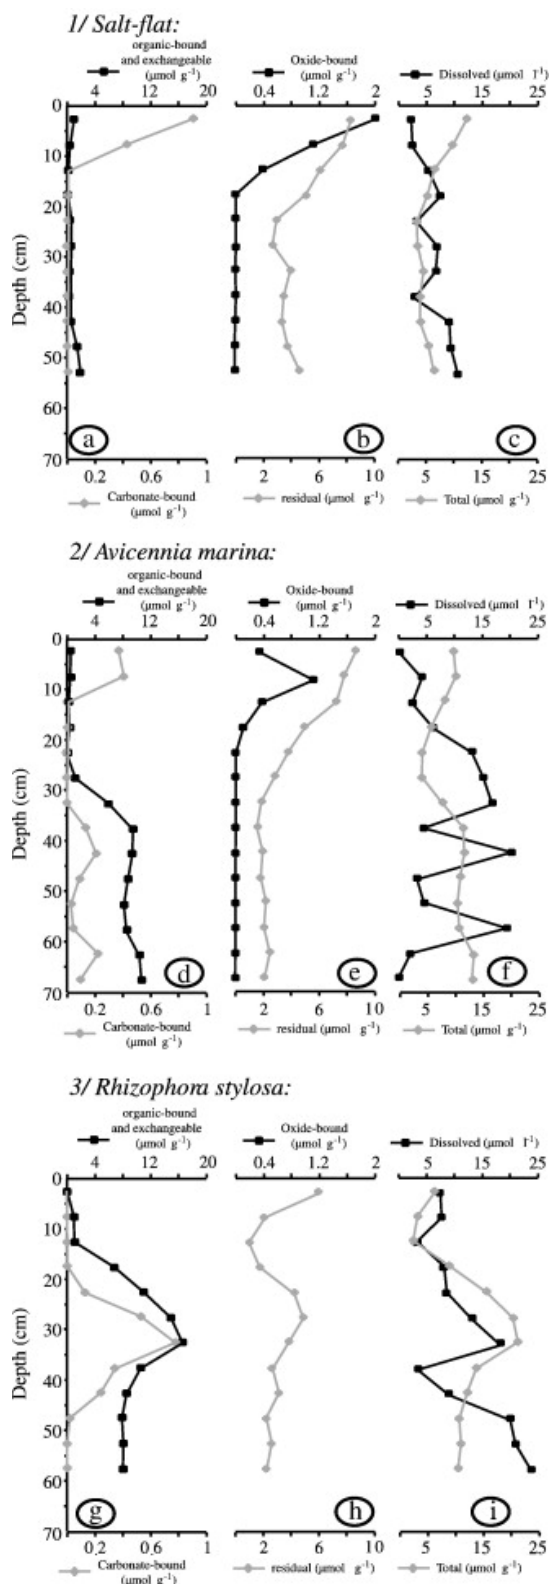 1/ Salt-flat:
organic-bound
and exchangeable
(μmol g-1)
Oxide-bound
(μmol g-1)
Dissolved (μmol l-1)
4 12 20 0.4 1.2 2 5 15 25
Depth (cm)
0
10
20
30
40
50
60
70
a b c
0.2 0.6 1 2 6 10 5 15 25
Carbonate-bound
(μmol g-1)
residual (μmol g-1)
Total (μmol g-1)
2/ Avicennia marina:
organic-bound
and exchangeable
(μmol g-1)
Oxide-bound
(μmol g-1)
Dissolved (μmol l-1)
4 12 20 0.4 1.2 2 5 15 25
Depth (cm)
0
10
20
30
40
50
60
70
d e f
0.2 0.6 1 2 6 10 5 15 25
Carbonate-bound
(μmol g-1)
residual (μmol g-1)
Total (μmol g-1)
3/ Rhizophora stylosa:
organic-bound
and exchangeable
(μmol g-1)
Oxide-bound
(μmol g-1)
Dissolved (μmol l-1)
4 12 20 0.4 1.2 2 5 15 25
Depth (cm)
0
10
20
30
40
50
60
70
g h i
0.2 0.6 1 2 6 10 5 15 25
Carbonate-bound
(μmol g-1)
residual (μmol g-1)
Total (μmol g-1)